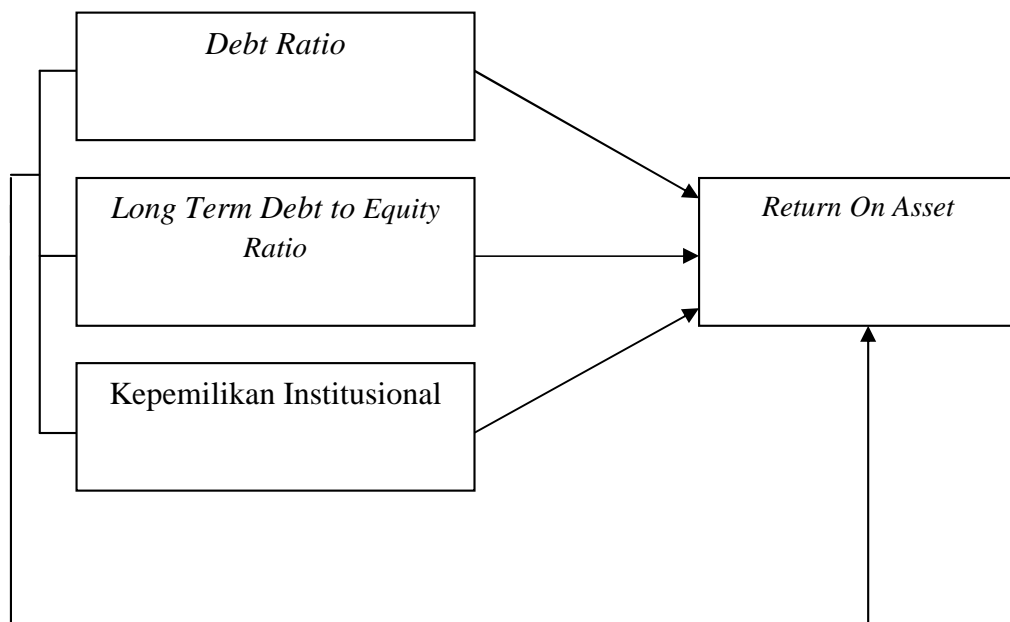 Debt Ratio
Long Term Debt to Equity
Ratio
Return On Asset
Kepemilikan Institusional